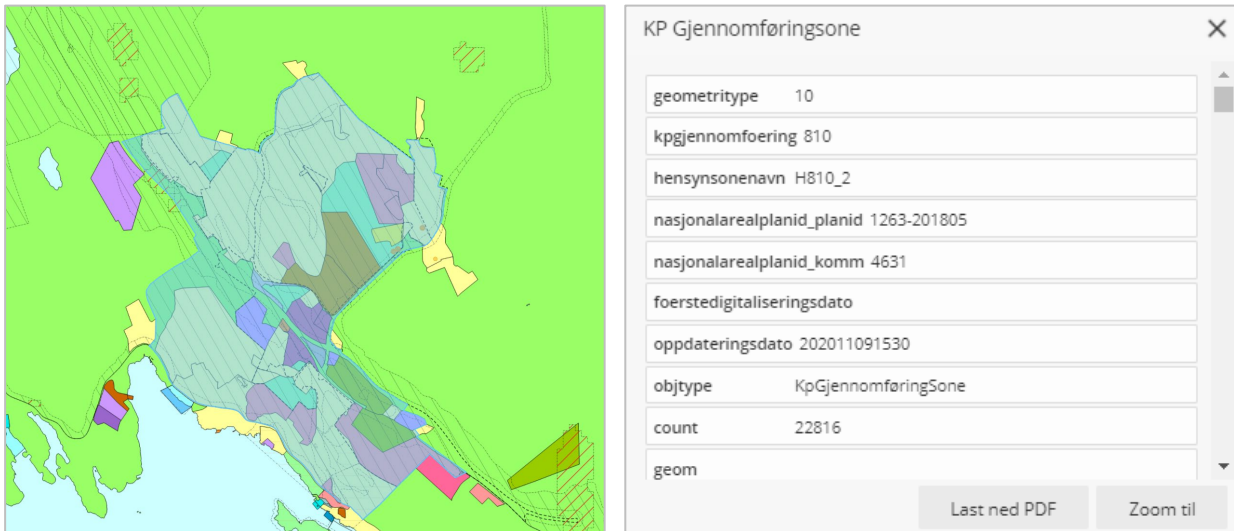 KP Gjennomføringsone
geometritype 10
kpgjennomfoering 810
hensynsonenavn H810_2
nasjonalarealplanid_planid 1263-201805
nasjonalarealplanid_komm 4631
foerstedigitaliseringsdato
oppdateringsdato 202011091530
objtype KpGjennomføringSone
count 22816
geom
Last ned PDF Zoom til